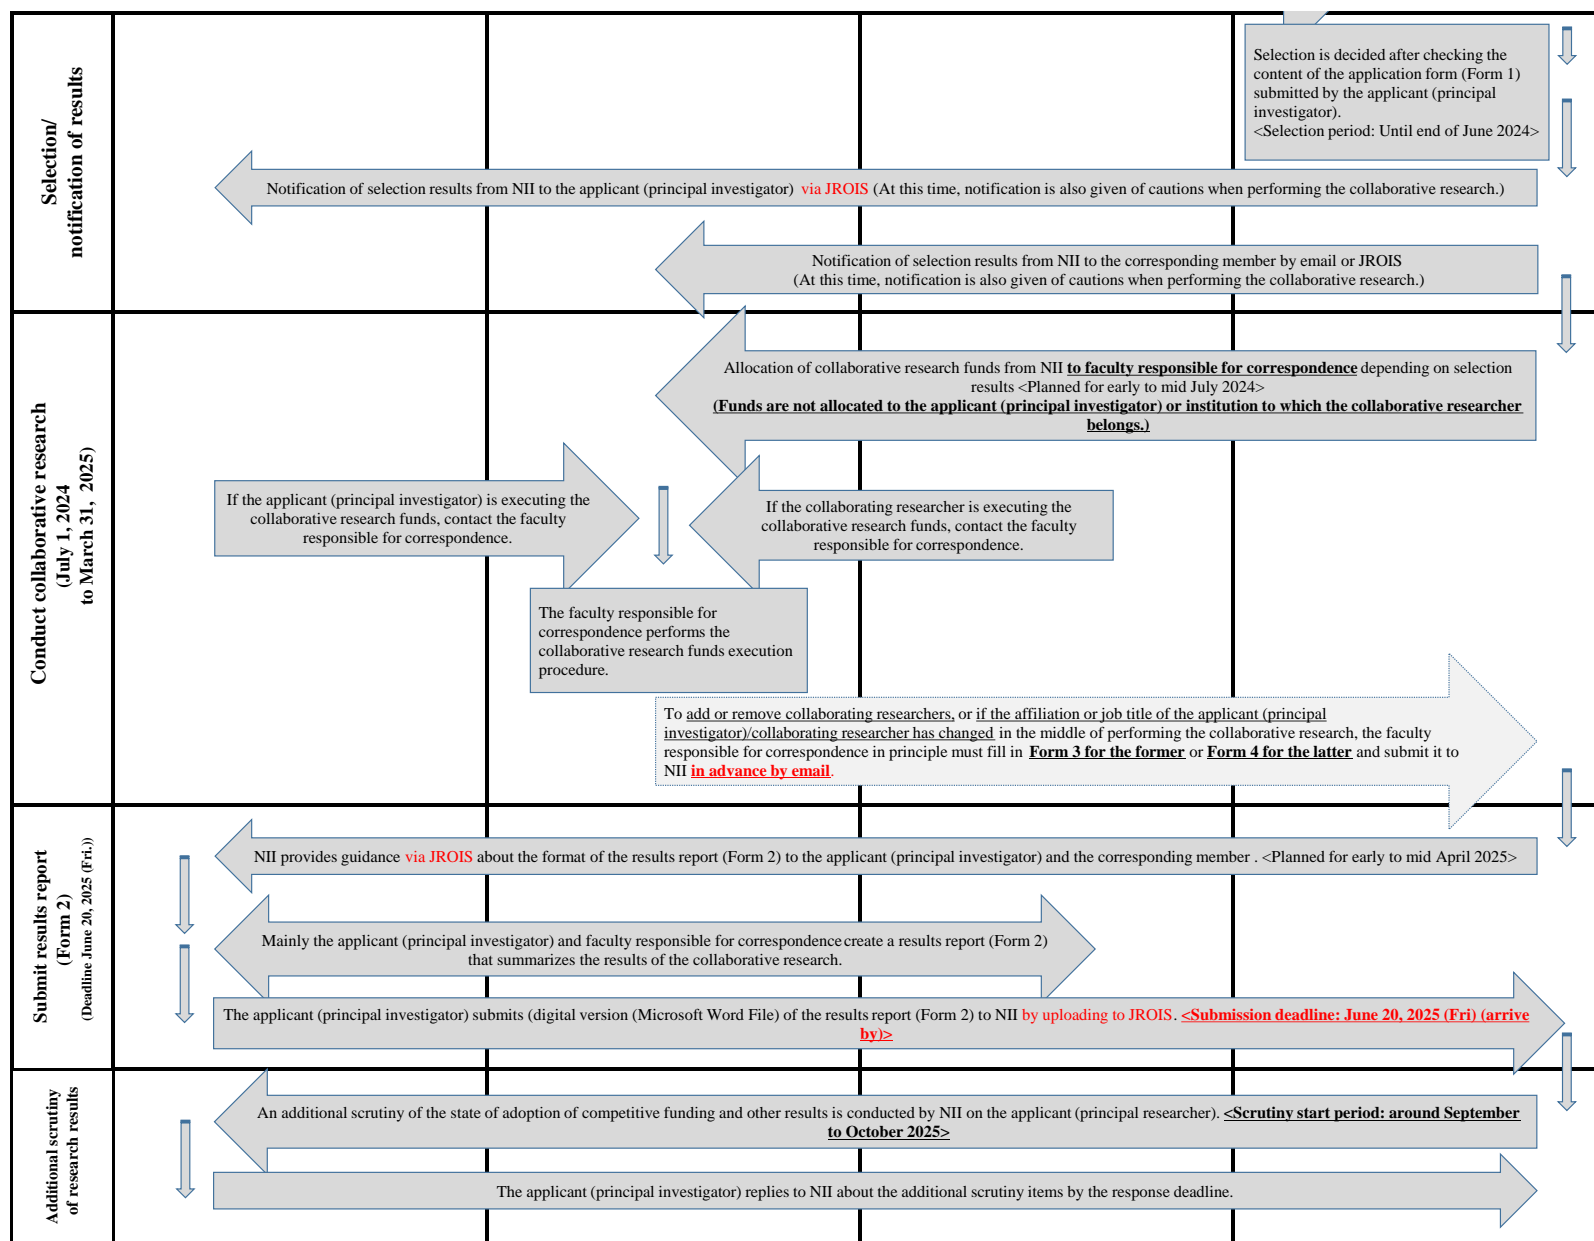 Selection/
notification of results
Selection is decided after checking the
content of the application form (Form 1)
submitted by the applicant (principal
investigator).
<Selection period: Until end of June 2024>
Notification of selection results from NII to the applicant (principal investigator) via JROIS (At this time, notification is also given of cautions when performing the collaborative research.)
Notification of selection results from NII to the corresponding member by email or JROIS
(At this time, notification is also given of cautions when performing the collaborative research.)
Conduct collaborative research
(July 1, 2024
to March 31, 2025)
Allocation of collaborative research funds from NII to faculty responsible for correspondence depending on selection
results <Planned for early to mid July 2024>
(Funds are not allocated to the applicant (principal investigator) or institution to which the collaborative researcher
belongs.)
If the applicant (principal investigator) is executing the
collaborative research funds, contact the faculty
responsible for correspondence.
If the collaborating researcher is executing the
collaborative research funds, contact the faculty
responsible for correspondence.
The faculty responsible for
correspondence performs the
collaborative research funds execution
procedure.
To add or remove collaborating researchers, or if the affiliation or job title of the applicant (principal
investigator)/collaborating researcher has changed in the middle of performing the collaborative research, the faculty
responsible for correspondence in principle must fill in Form 3 for the former or Form 4 for the latter and submit it to
NII in advance by email.
Submit results report
(Form 2)
(Deadline June 20, 2025 (Fri.))
NII provides guidance via JROIS about the format of the results report (Form 2) to the applicant (principal investigator) and the corresponding member . <Planned for early to mid April 2025>
Mainly the applicant (principal investigator) and faculty responsible for correspondence create a results report (Form 2)
that summarizes the results of the collaborative research.
The applicant (principal investigator) submits (digital version (Microsoft Word File) of the results report (Form 2) to NII by uploading to JROIS. <Submission deadline: June 20, 2025 (Fri) (arrive
by)>
Additional scrutiny
of research results
An additional scrutiny of the state of adoption of competitive funding and other results is conducted by NII on the applicant (principal researcher). <Scrutiny start period: around September
to October 2025>
The applicant (principal investigator) replies to NII about the additional scrutiny items by the response deadline.